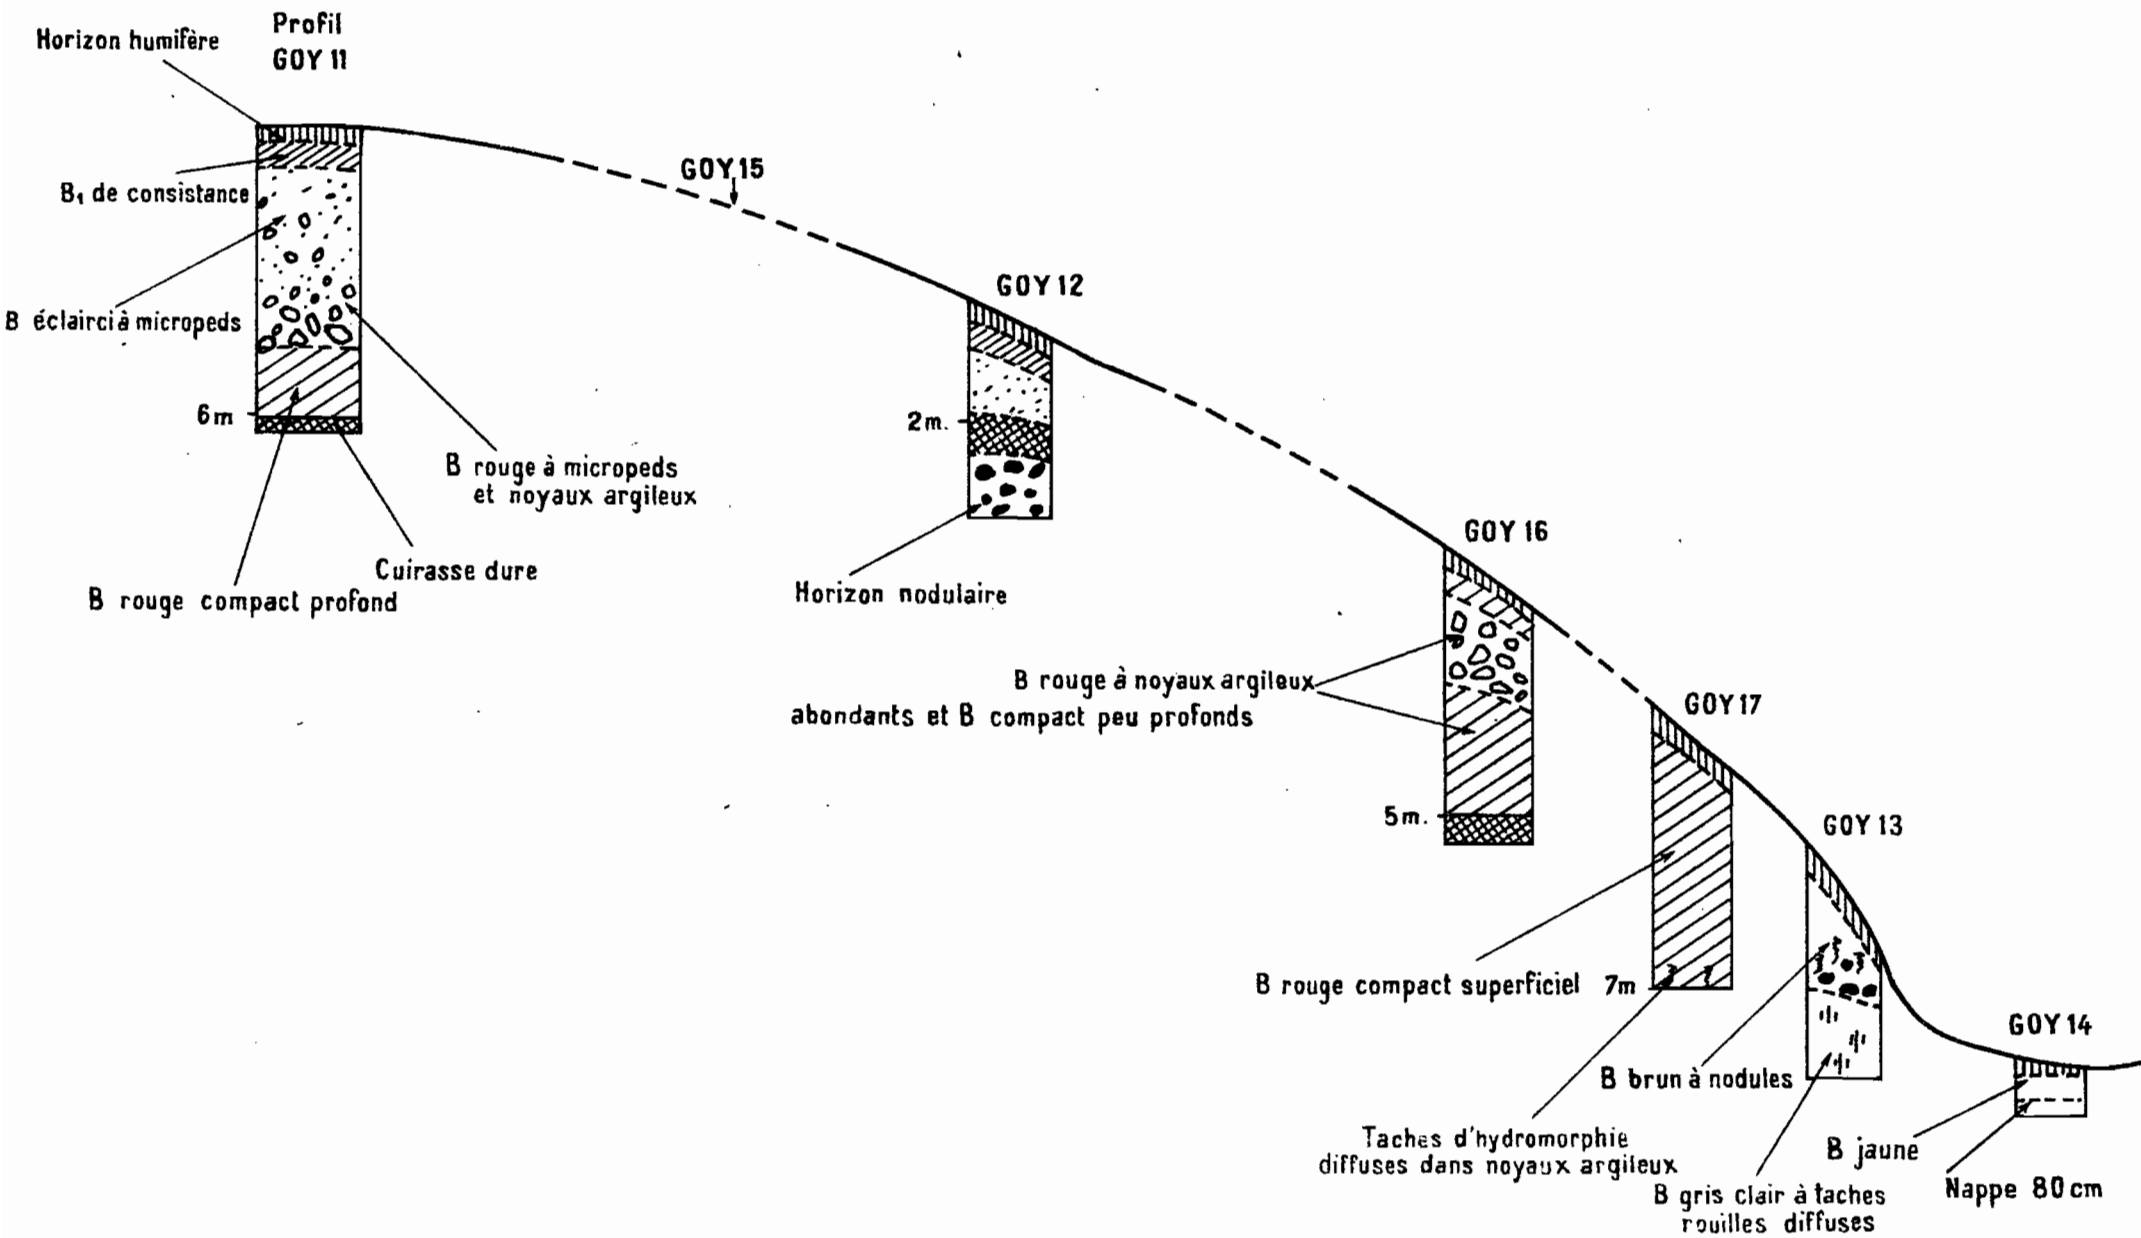 Profil
GOY 11
Horizon humifère
B₁ de consistance
B éclairci à micropeds
6 m
B rouge à micropeds
et noyaux argileux
Cuirasse dure
B rouge compact profond
GOY 15
GOY 12
2 m.
Horizon nodulaire
GOY 16
B rouge à noyaux argileux
abondants et B compact peu profonds
5 m.
GOY 17
B rouge compact superficiel
7m
Taches d'hydromorphie
diffuses dans noyaux argileux
GOY 13
B brun à nodules
B gris clair à taches
rouilles diffuses
GOY 14
B jaune
Nappe 80 cm